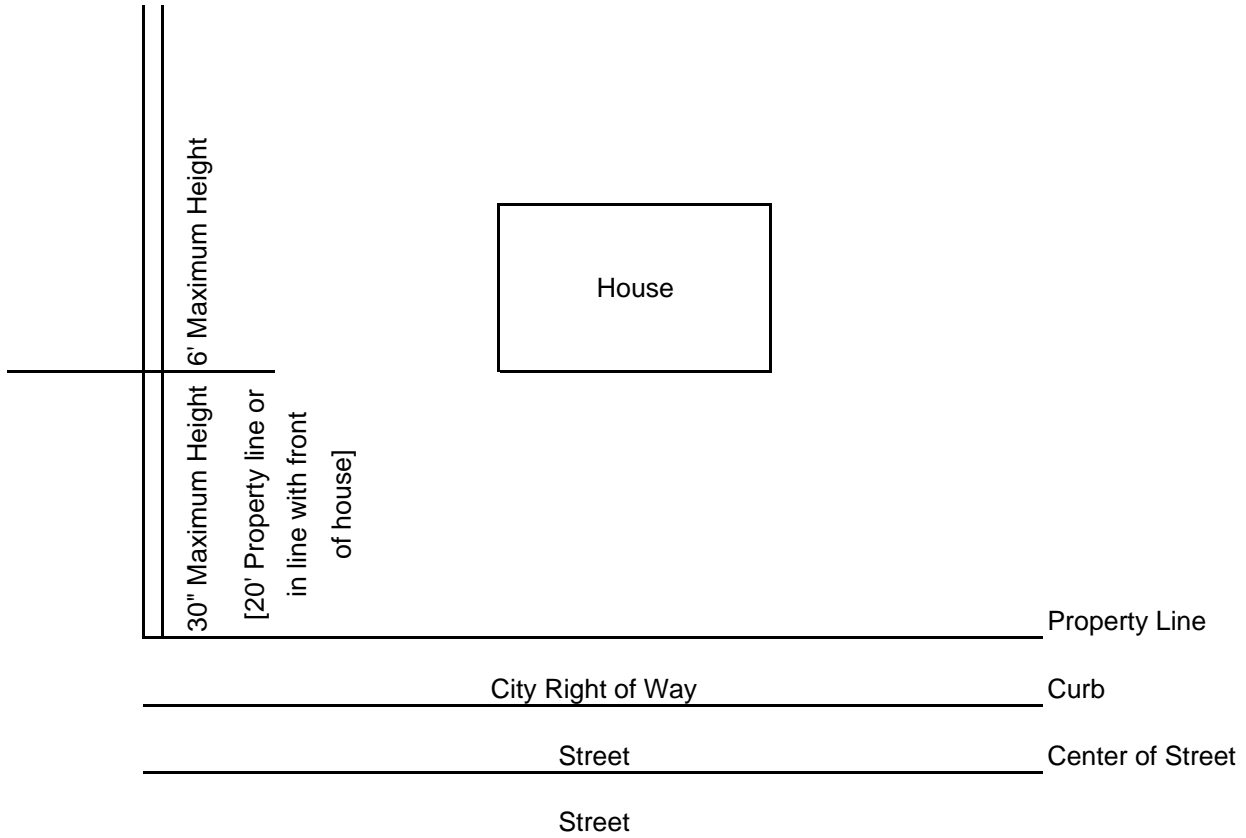 6' Maximum Height
House
30" Maximum Height
[20' Property line or
in line with front
of house]
Property Line
City Right of Way
Curb
Street
Center of Street
Street